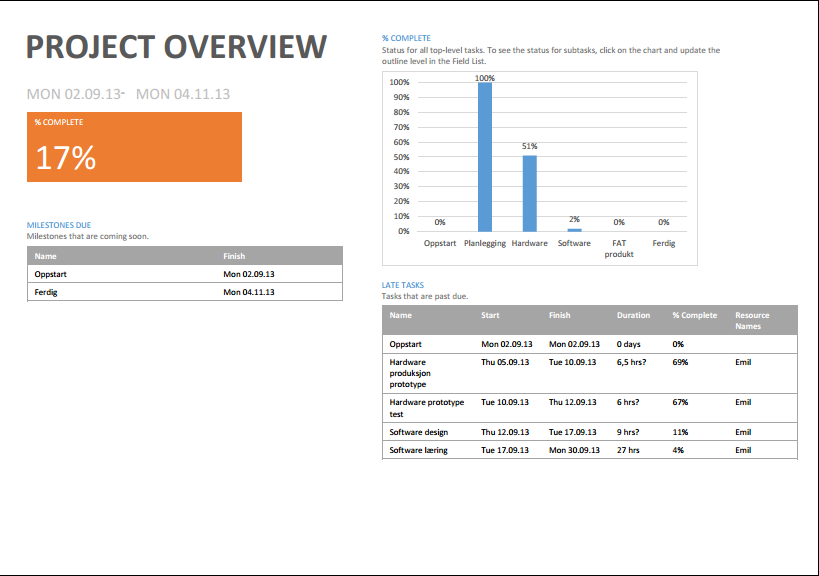 PROJECT OVERVIEW
MON 02.09.13- MON 04.11.13
% COMPLETE
17%
MILESTONES DUE
Milestones that are coming soon.
Name Finish
Oppstart Mon 02.09.13
Ferdig Mon 04.11.13
% COMPLETE
Status for all top-level tasks. To see the status for subtasks, click on the chart and update the
outline level in the Field List.
100%
90%
80%
70%
60%
50%
40%
30%
20%
10%
0%
0% 100% 51% 2% 0% 0%
Oppstart Planlegging Hardware Software FAT Ferdig
produkt
LATE TASKS
Tasks that are past due.
Name Start Finish Duration % Complete Resource
Names
Oppstart Mon 02.09.13 Mon 02.09.13 0 days 0%
Hardware Thu 05.09.13 Tue 10.09.13 6,5 hrs? 69% Emil
produksjon
prototype
Hardware prototype Tue 10.09.13 Thu 12.09.13 6 hrs? 67% Emil
test
Software design Thu 12.09.13 Tue 17.09.13 9 hrs? 11% Emil
Software læring Tue 17.09.13 Mon 30.09.13 27 hrs 4% Emil